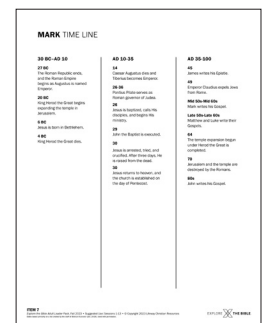 MARK TIME LINE
30 BC–AD 10
27 BC
The Roman Republic ends,
and the Roman Empire
begins as Augustus is named
Emperor.
20 BC
King Herod the Great begins
expanding the temple in
Jerusalem.
5 BC
Jesus is born in Bethlehem.
4 BC
King Herod the Great dies.
AD 10-35
14
Caesar Augustus dies and
Tiberius becomes Emperor.
26-36
Pontius Pilate serves as
Roman governor of Judea.
26
Jesus is baptized, calls His
disciples, and begins His
ministry.
29
John the Baptist is executed.
30
Jesus is arrested, tried, and
crucified. After three days, He
is raised from the dead.
30
Jesus returns to heaven, and
the church is established on
the day of Pentecost.
AD 35-100
45
James writes his Epistle.
49
Emperor Claudius expels Jews
from Rome.
Mid 50s-Mid 60s
Mark writes his Gospel.
Late 50s-Late 60s
Matthew and Luke write their
Gospels.
64
The temple expansion begun
under Herod the Great is
completed.
70
Jerusalem and the temple are
destroyed by the Romans.
80s
John writes his Gospel.
ITEM 7
EXPLORE THE BIBLE